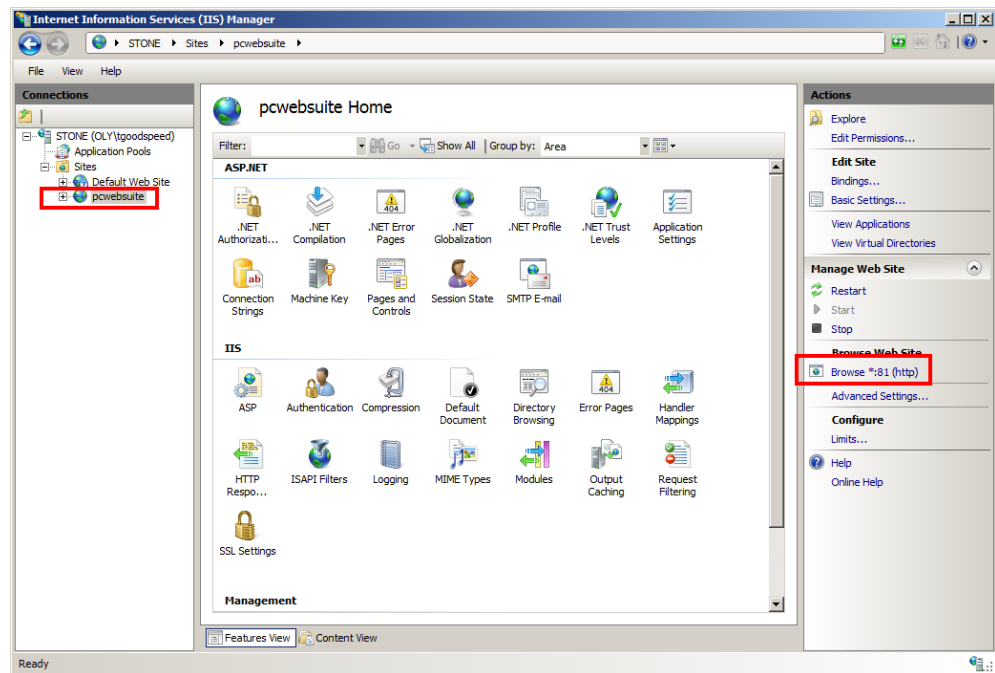 Internet Information Services (IIS) Manager
STONE Sites pcwebsuite
File View Help
Connections
STONE (OLY\tgoodspeed)
Application Pools
Sites
Default Web Site
pcwebsuite
pcwebsuite Home
Filter: Go Show All Group by: Area
ASP.NET
.NET Authorizati...
.NET Compilation
404
.NET Error Pages
.NET Globalization
.NET Profile
.NET Trust Levels
Application Settings
ab
Connection Strings
Machine Key
Pages and Controls
Session State
SMTP E-mail
IIS
ASP
Authentication
Compression
Default Document
Directory Browsing
404
Error Pages
Handler Mappings
HTTP Respo...
ISAPI Filters
Logging
MIME Types
Modules
Output Caching
Request Filtering
SSL Settings
Management
Features View Content View
Actions
Explore
Edit Permissions...
Edit Site
Bindings...
Basic Settings...
View Applications
View Virtual Directories
Manage Web Site
Restart
Start
Stop
Browse Web Site
Browse *:81 (http)
Advanced Settings...
Configure
Limits...
Help
Online Help
Ready